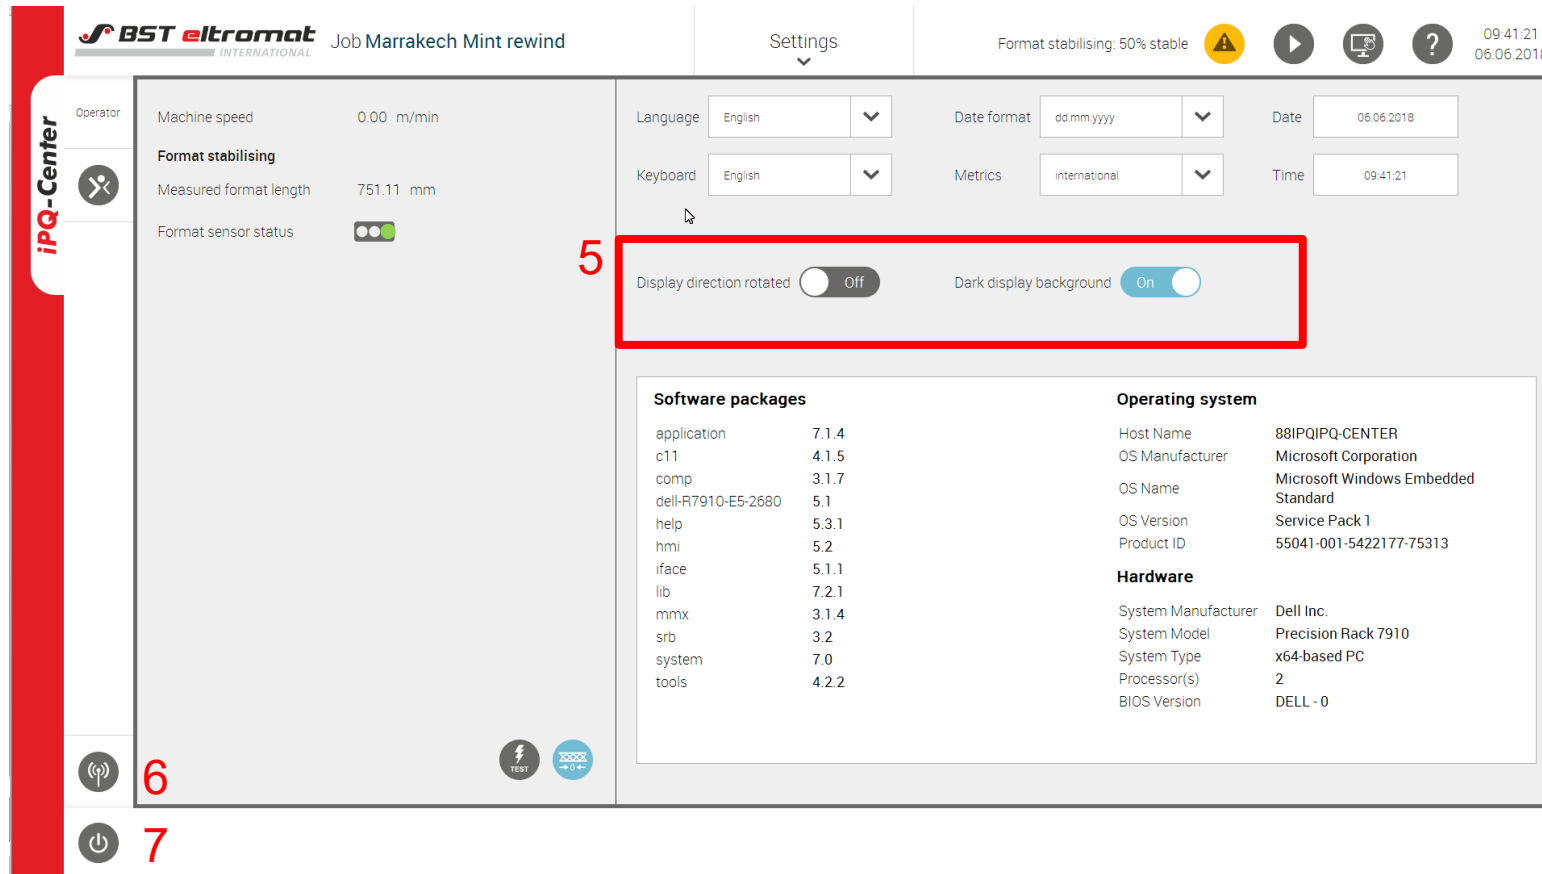 BST eltromat
INTERNATIONAL
Job Marrakech Mint rewind
Settings
Format stabilising: 50% stable
?
09:41:21
06.06.2018
iPQ-Center
Operator
Machine speed 0.00 m/min
Format stabilising
Measured format length 751.11 mm
Format sensor status
Language English
Date format dd.mm.yyyy
Date 06.06.2018
Keyboard English
Metrics international
Time 09:41:21
5
Display direction rotated Off
Dark display background On
Software packages
application 7.1.4
c11 4.1.5
comp 3.1.7
dell-R7910-E5-2680 5.1
help 5.3.1
hmi 5.2
iface 5.1.1
lib 7.2.1
mmx 3.1.4
srb 3.2
system 7.0
tools 4.2.2
Operating system
Host Name 88IPQIPQ-CENTER
OS Manufacturer Microsoft Corporation
OS Name Microsoft Windows Embedded
Standard
OS Version Service Pack 1
Product ID 55041-001-5422177-75313
Hardware
System Manufacturer Dell Inc.
System Model Precision Rack 7910
System Type x64-based PC
Processor(s) 2
BIOS Version DELL - 0
TEST
→0←
6
7